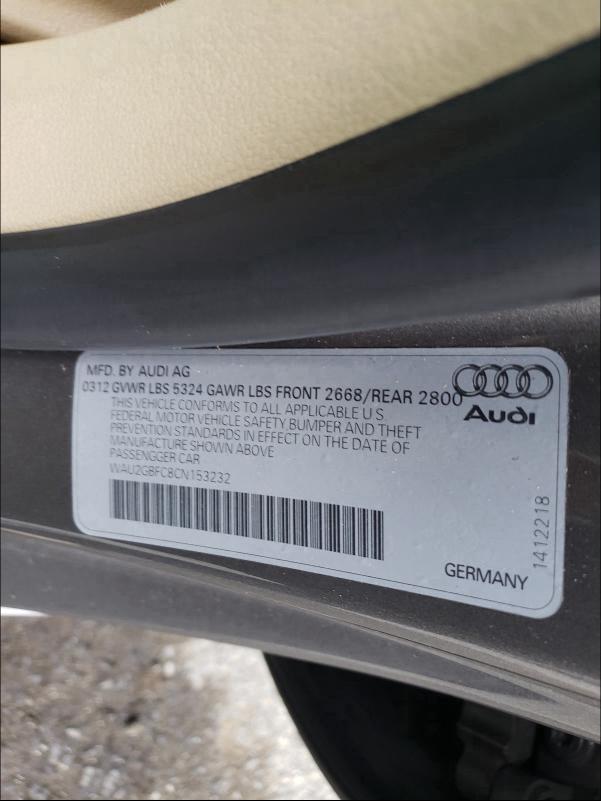 MFD. BY AUDI AG
0312 GVWR LBS 5324 GAWR LBS FRONT 2668/REAR 2800
THIS VEHICLE CONFORMS TO ALL APPLICABLE U S
FEDERAL MOTOR VEHICLE SAFETY, BUMPER AND THEFT
PREVENTION STANDARDS IN EFFECT ON THE DATE OF
MANUFACTURE SHOWN ABOVE
PASSENGGER CAR
WAU2GBFC8CN153232
Audi
GERMANY
1412218